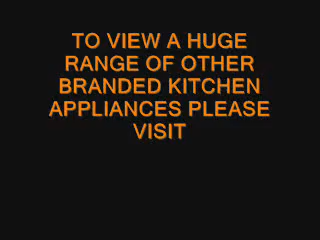 TO VIEW A HUGE
RANGE OF OTHER
BRANDED KITCHEN
APPLIANCES PLEASE
VISIT